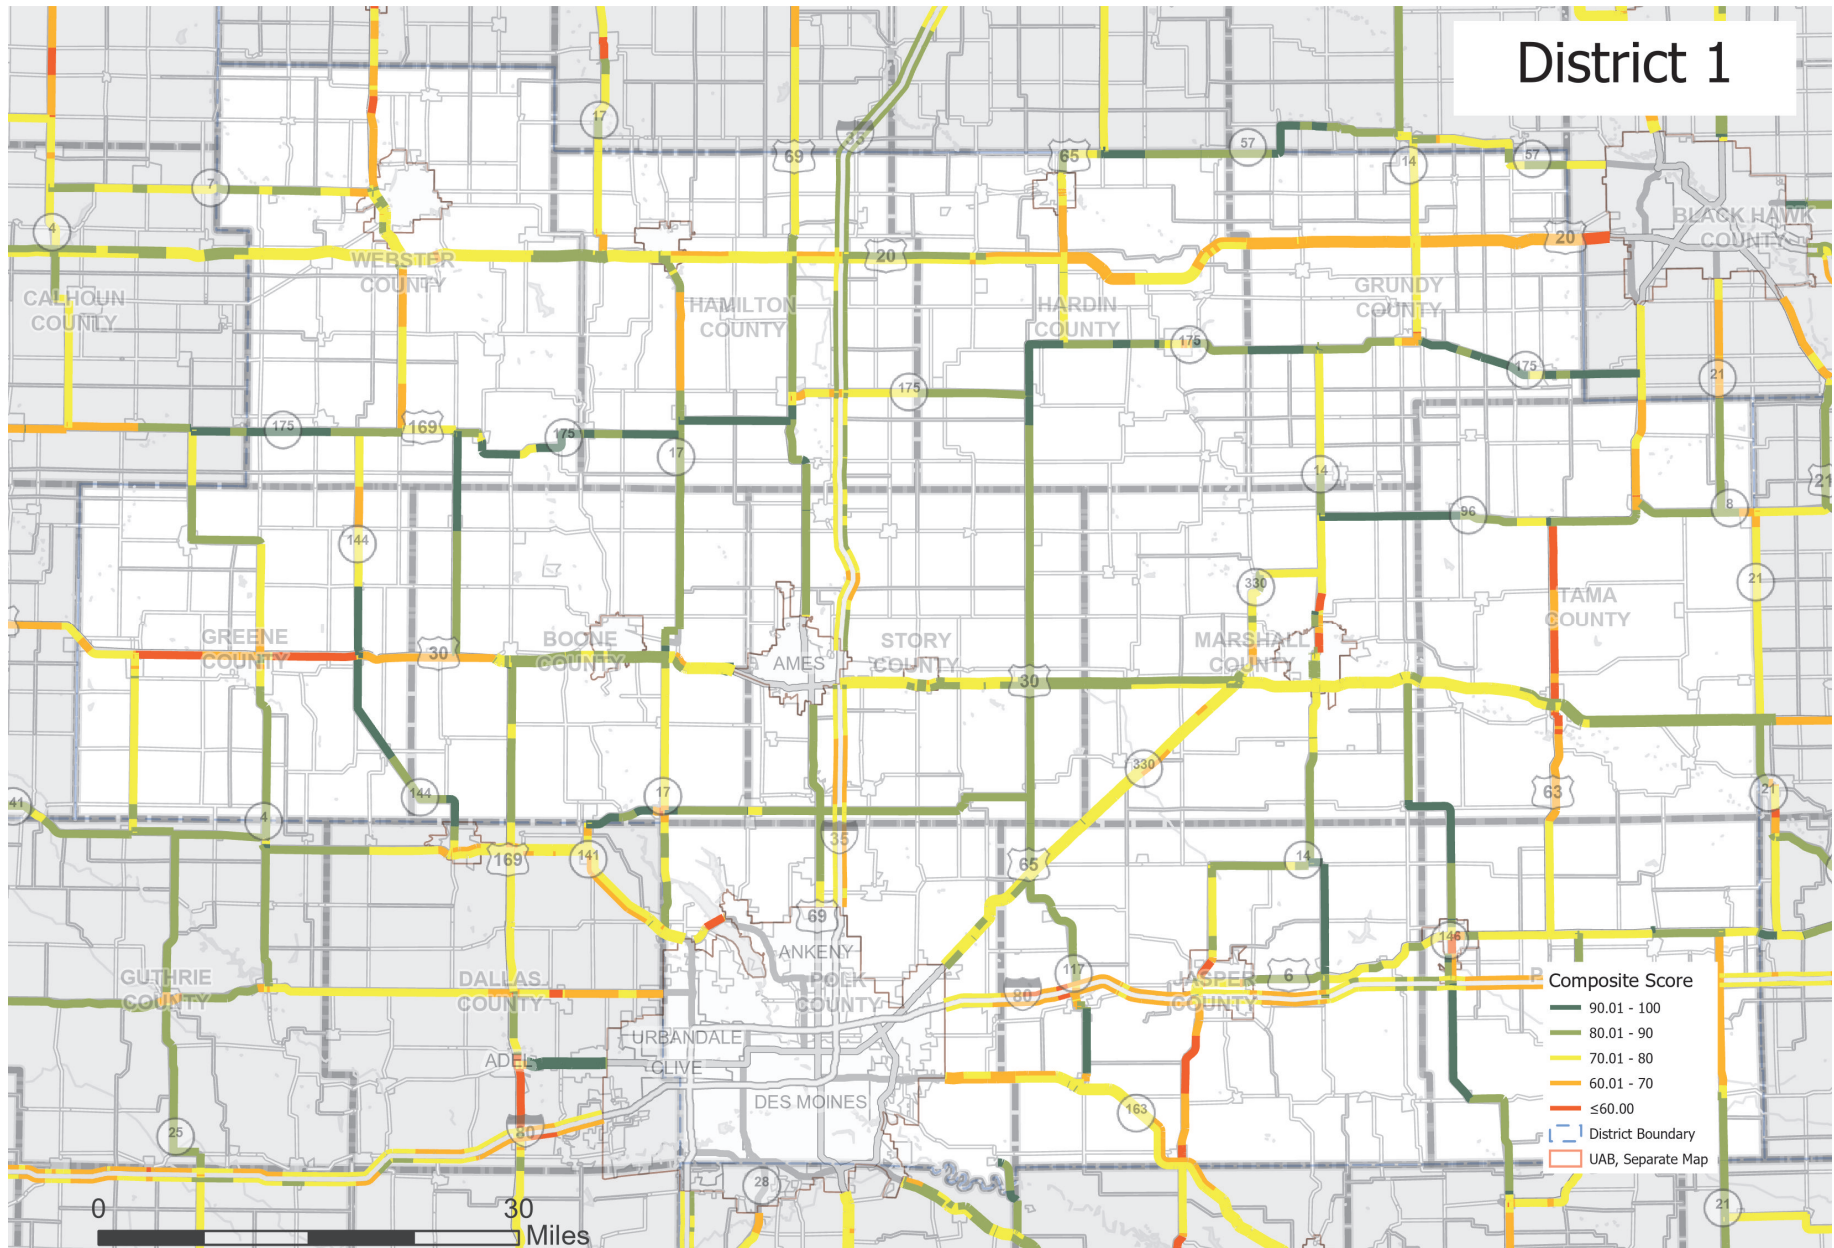 District 1
17
35
69
65
57
14
57
7
4
20
20
BLACK HAWK
COUNTY
WEBSTER
COUNTY
CALHOUN
COUNTY
HAMILTON
COUNTY
HARDIN
COUNTY
GRUNDY
COUNTY
175
175
21
175
175
169
175
17
14
21
96
8
144
330
21
TAMA
COUNTY
GREENE
COUNTY
30
BOONE
COUNTY
AMES
STORY
COUNTY
MARSHALL
COUNTY
30
330
63
144
17
21
41
4
35
169
141
65
14
69
ANKENY
146
GUTHRIE
COUNTY
DALLAS
COUNTY
POLK
COUNTY
117
80
JASPER
COUNTY
6
P
URBANDALE
ADEL
CLIVE
DES MOINES
163
80
25
28
21
Composite Score
90.01 - 100
80.01 - 90
70.01 - 80
60.01 - 70
≤60.00
District Boundary
UAB, Separate Map
0
30
Miles